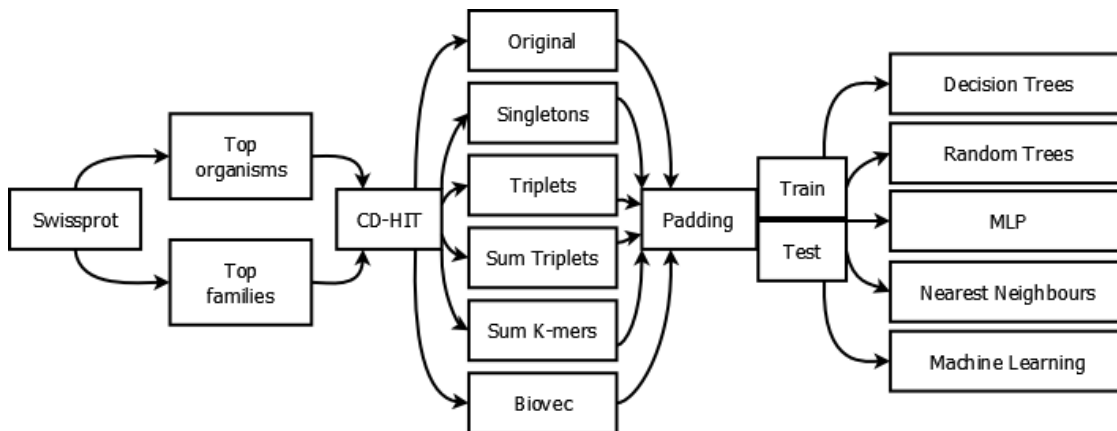 Swissprot
Top
organisms
Top
families
CD-HIT
Original
Singletons
Triplets
Sum Triplets
Sum K-mers
Biovec
Padding
Train
Test
Decision Trees
Random Trees
MLP
Nearest Neighbours
Machine Learning